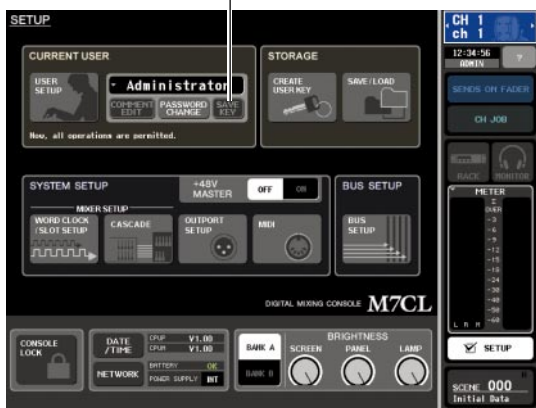 SETUP
CURRENT USER
USER SETUP
Administrator
COMMENT EDIT
PASSWORD CHANGE
SAVE KEY
Now, all operations are permitted.
STORAGE
CREATE USER KEY
SAVE/LOAD
SYSTEM SETUP
+48V MASTER
OFF
ON
MIXER SETUP
WORD CLOCK /SLOT SETUP
CASCADE
OUTPORT SETUP
MIDI
BUS SETUP
BUS SETUP
DIGITAL MIXING CONSOLE M7CL
CONSOLE LOCK
DATE /TIME
CPUP V1.00
CPUM V1.00
NETWORK
BATTERY OK
POWER SUPPLY INT
BANK A
BANK B
BRIGHTNESS
SCREEN
PANEL
LAMP
CH 1
ch 1
12:34:56
ADMIN
?
SENDS ON FADER
CH JOB
RACK
MONITOR
METER
Σ
OVER
-3
-6
-9
-12
-15
-18
-24
-30
-40
-50
-60
L R M
SETUP
SCENE 000
Initial Data